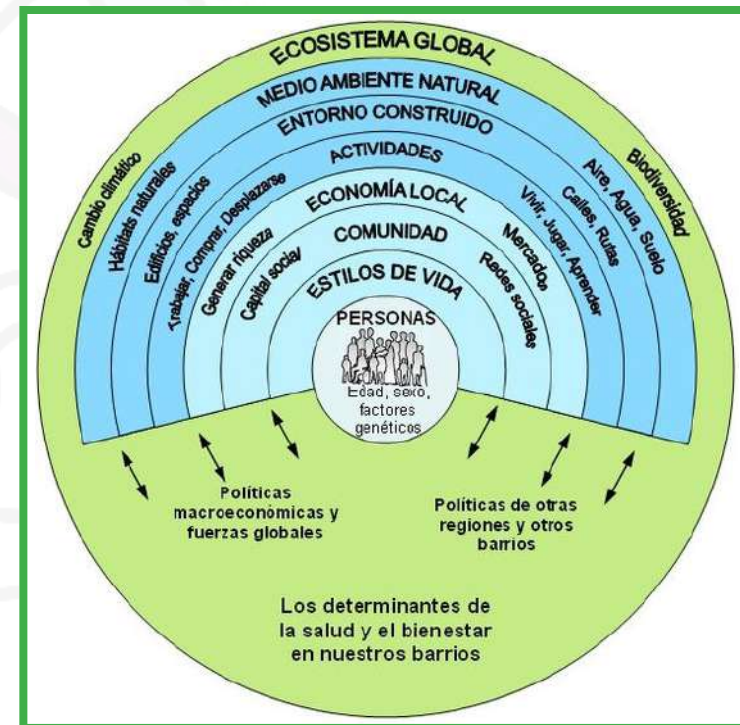 ECOSISTEMA GLOBAL
Cambio climático
Biodiversidad
MEDIO AMBIENTE NATURAL
Hábitats naturales
Aire, Agua, Suelo
ENTORNO CONSTRUIDO
Edificios, espacios
Calles, Rutas
ACTIVIDADES
Trabajar, Comprar, Desplazarse
Vivir, Jugar, Aprender
ECONOMÍA LOCAL
Generar riqueza
Mercados
COMUNIDAD
Capital social
Redes sociales
ESTILOS DE VIDA
PERSONAS
Edad, sexo,
factores
genéticos
Políticas
macroeconómicas y
fuerzas globales
Políticas de otras
regiones y otros
barrios
Los determinantes de
la salud y el bienestar
en nuestros barrios